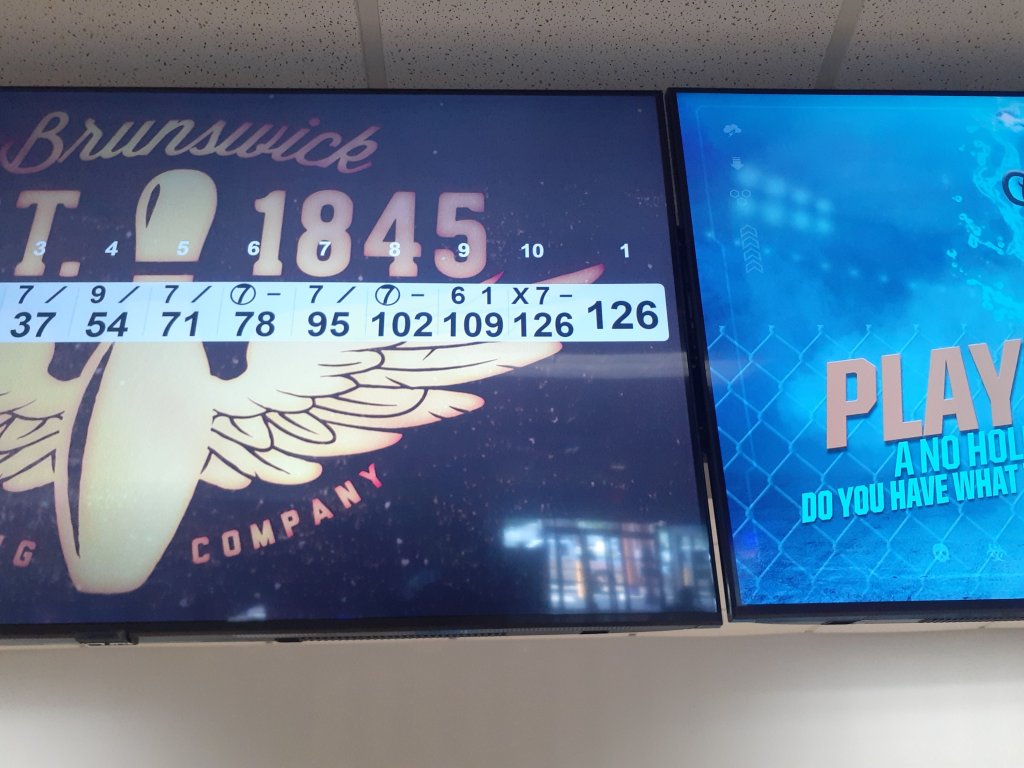 Brunswick
T. 1845
3 4 5 6 7 8 9 10 1
7 / 9 / 7 / ⑦ - 7 / ⑦ - 6 1 X 7 -
37 54 71 78 95 102 109 126 126
G COMPANY
PLAY
A NO HOL
DO YOU HAVE WHAT